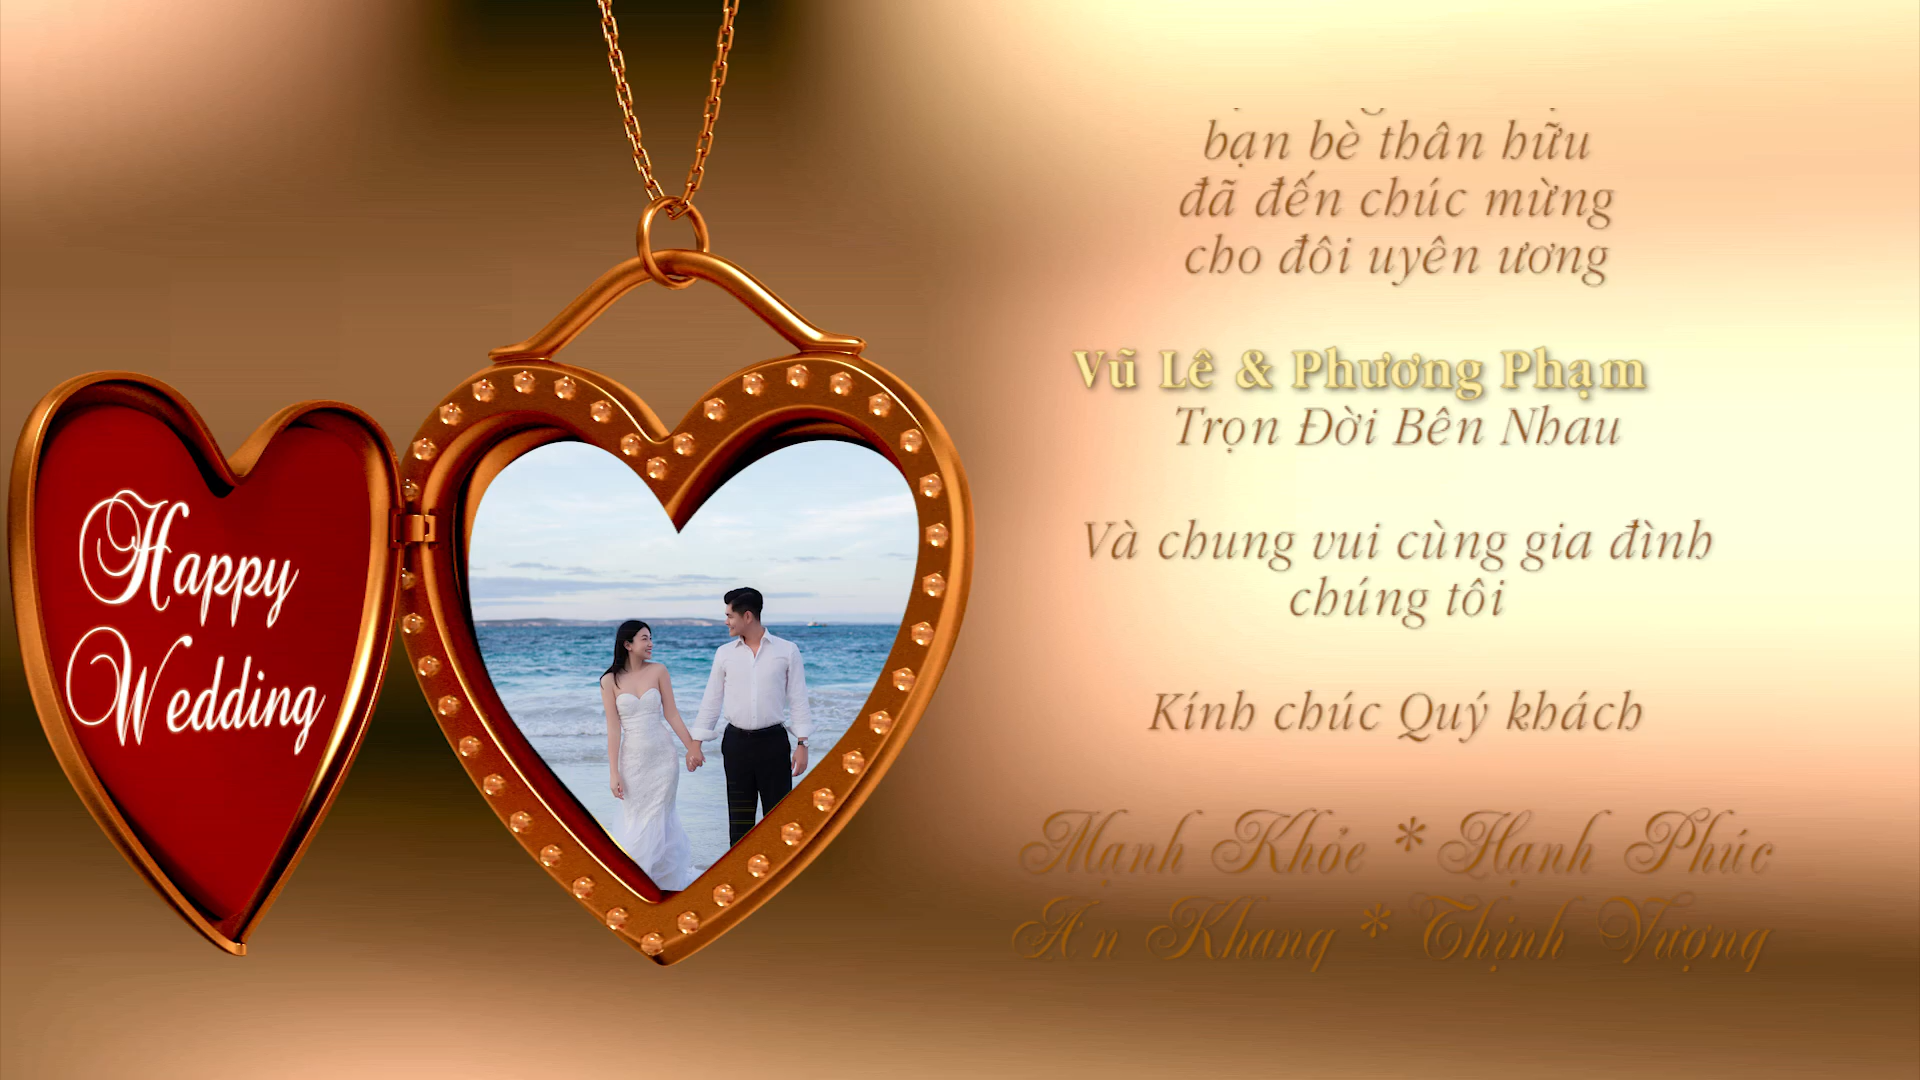 Happy
Wedding
bạn bè thân hữu
đã đến chúc mừng
cho đôi uyên ương
Vũ Lê & Phương Phạm
Trọn Đời Bên Nhau
Và chung vui cùng gia đình
chúng tôi
Kính chúc Quý khách
Mạnh Khỏe * Hạnh Phúc
An Khang * Thịnh Vượng